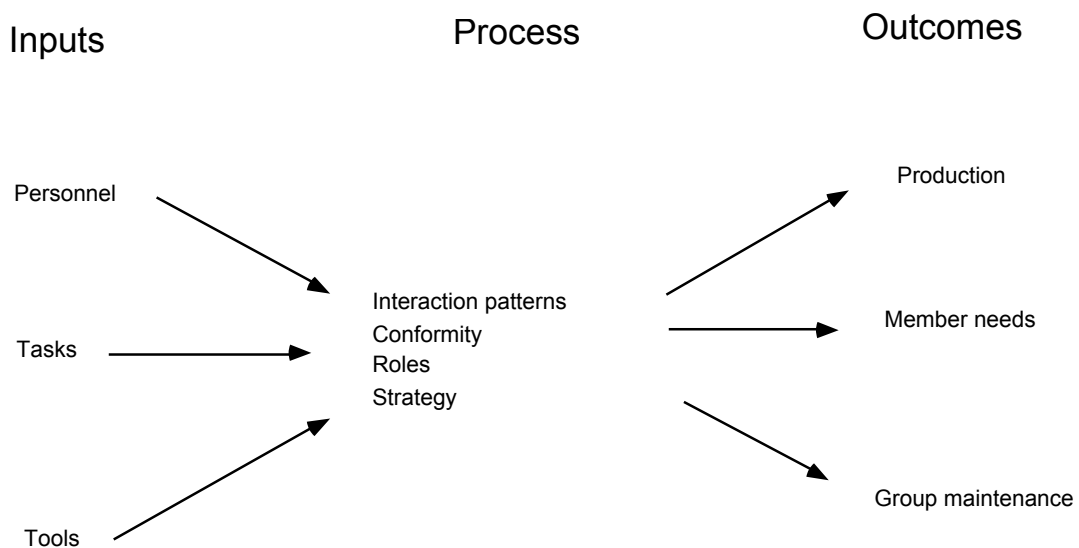 Inputs
Process
Outcomes
Personnel
Tasks
Tools
Interaction patterns
Conformity
Roles
Strategy
Production
Member needs
Group maintenance